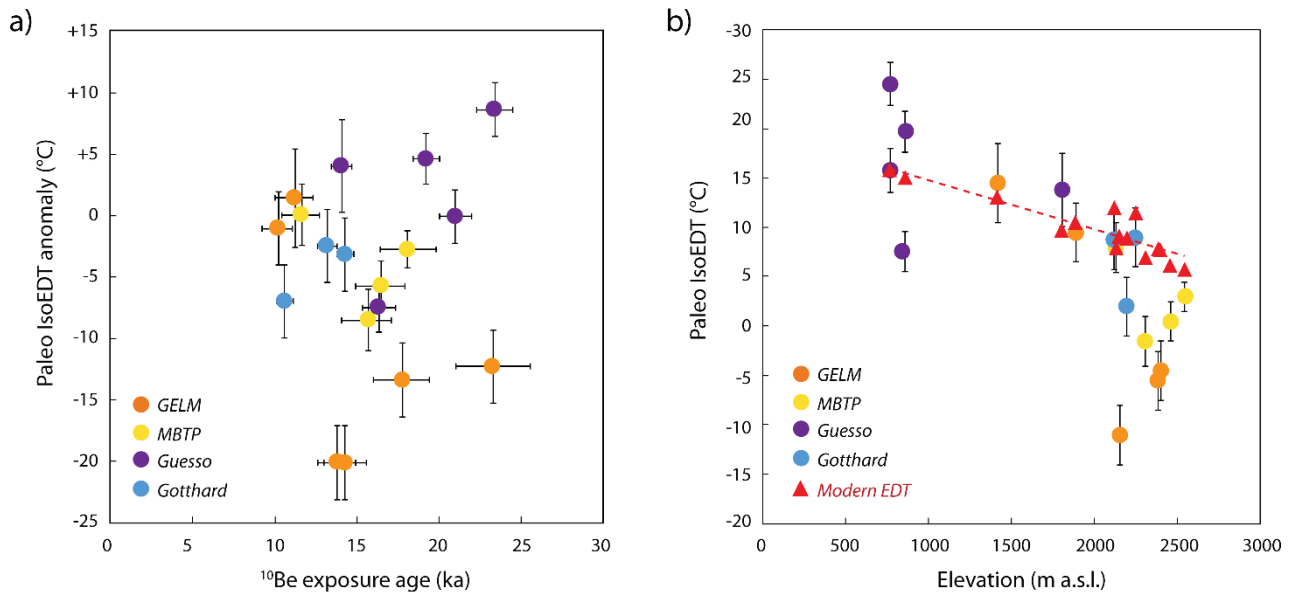 a)
Paleo IsoEDT anomaly (°C)
+15
+10
+5
0
-5
-10
-15
-20
-25
GELM
MBTP
Guesso
Gotthard
0
5
10
15
20
25
30
¹⁰Be exposure age (ka)
b)
Paleo IsoEDT (°C)
-30
25
20
15
10
5
0
-5
-10
-15
-20
GELM
MBTP
Guesso
Gotthard
Modern EDT
0
500
1000
1500
2000
2500
3000
Elevation (m a.s.l.)